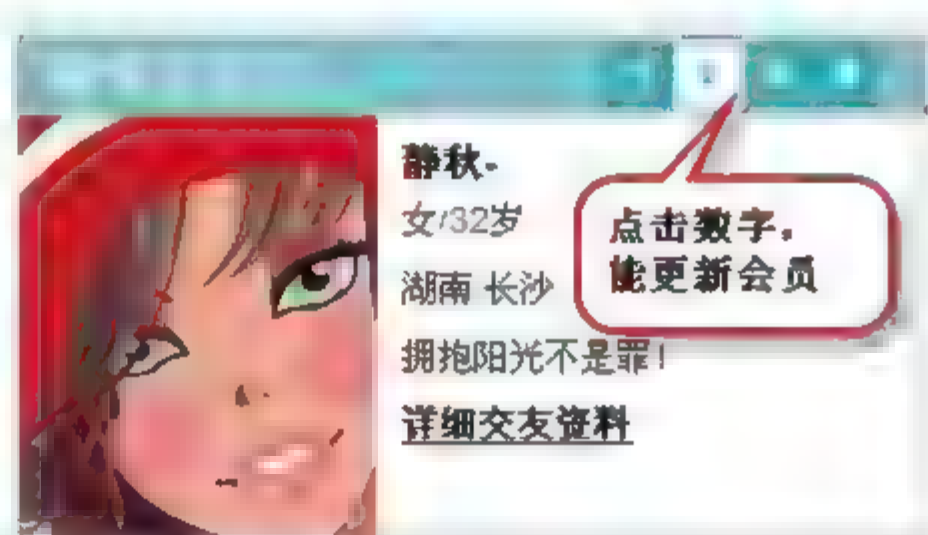 静秋.
女/32岁
湖南 长沙
拥抱阳光不是罪!
详细交友资料
点击数字,
能更新会员